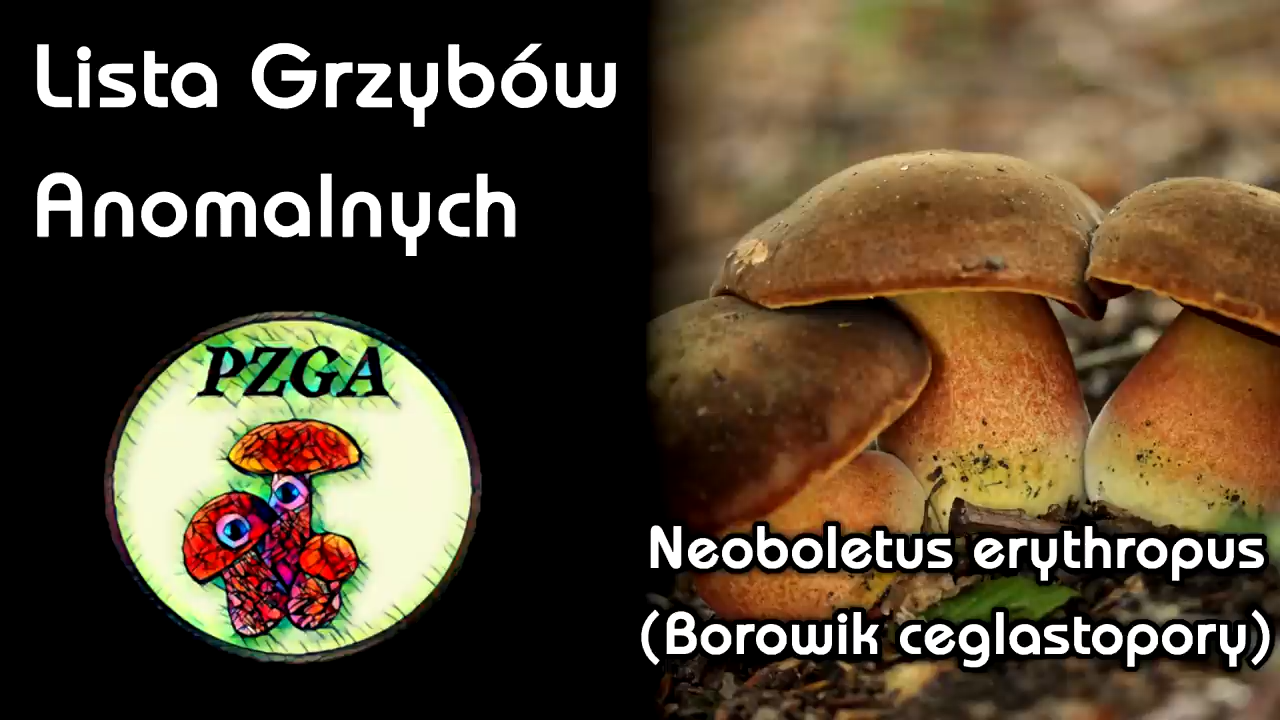 Lista Grzybów
Anomalnych
PZGA
Neoboletus erythropus
(Borowik ceglastopory)